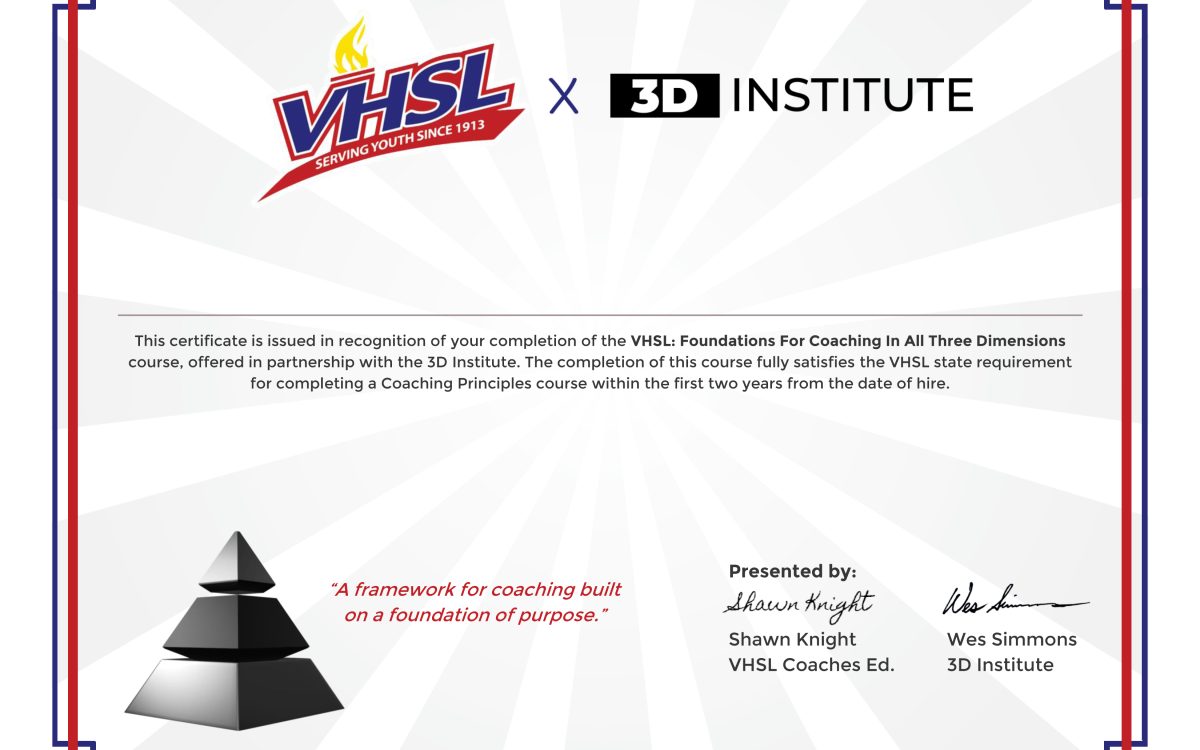 VHSL
SERVING YOUTH SINCE 1913
X
3D INSTITUTE
This certificate is issued in recognition of your completion of the VHSL: Foundations For Coaching In All Three Dimensions
course, offered in partnership with the 3D Institute. The completion of this course fully satisfies the VHSL state requirement
for completing a Coaching Principles course within the first two years from the date of hire.
“A framework for coaching built
on a foundation of purpose.”
Presented by:
Shawn Knight
Shawn Knight
VHSL Coaches Ed.
Wes Simmons
Wes Simmons
3D Institute